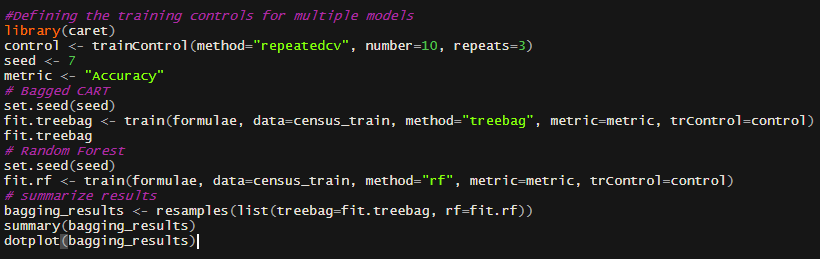 #Defining the training controls for multiple models
library(caret)
control <- trainControl(method="repeatedcv", number=10, repeats=3)
seed <- 7
metric <- "Accuracy"
# Bagged CART
set.seed(seed)
fit.treebag <- train(formulae, data=census_train, method="treebag", metric=metric, trControl=control)
fit.treebag
# Random Forest
set.seed(seed)
fit.rf <- train(formulae, data=census_train, method="rf", metric=metric, trControl=control)
# summarize results
bagging_results <- resamples(list(treebag=fit.treebag, rf=fit.rf))
summary(bagging_results)
dotplot(bagging_results)